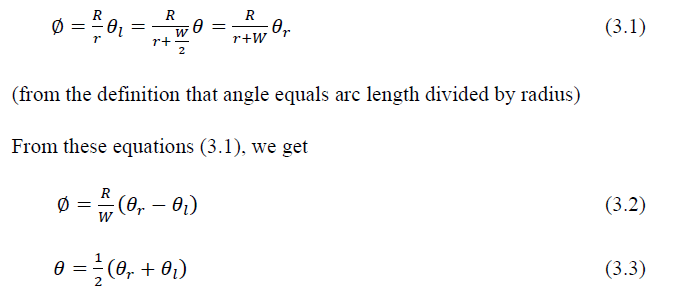 ∅ = R/r θ_l = R/(r+W/2) θ = R/(r+W) θ_r (3.1)
(from the definition that angle equals arc length divided by radius)
From these equations (3.1), we get
∅ = R/W (θ_r − θ_l) (3.2)
θ = 1/2 (θ_r + θ_l) (3.3)